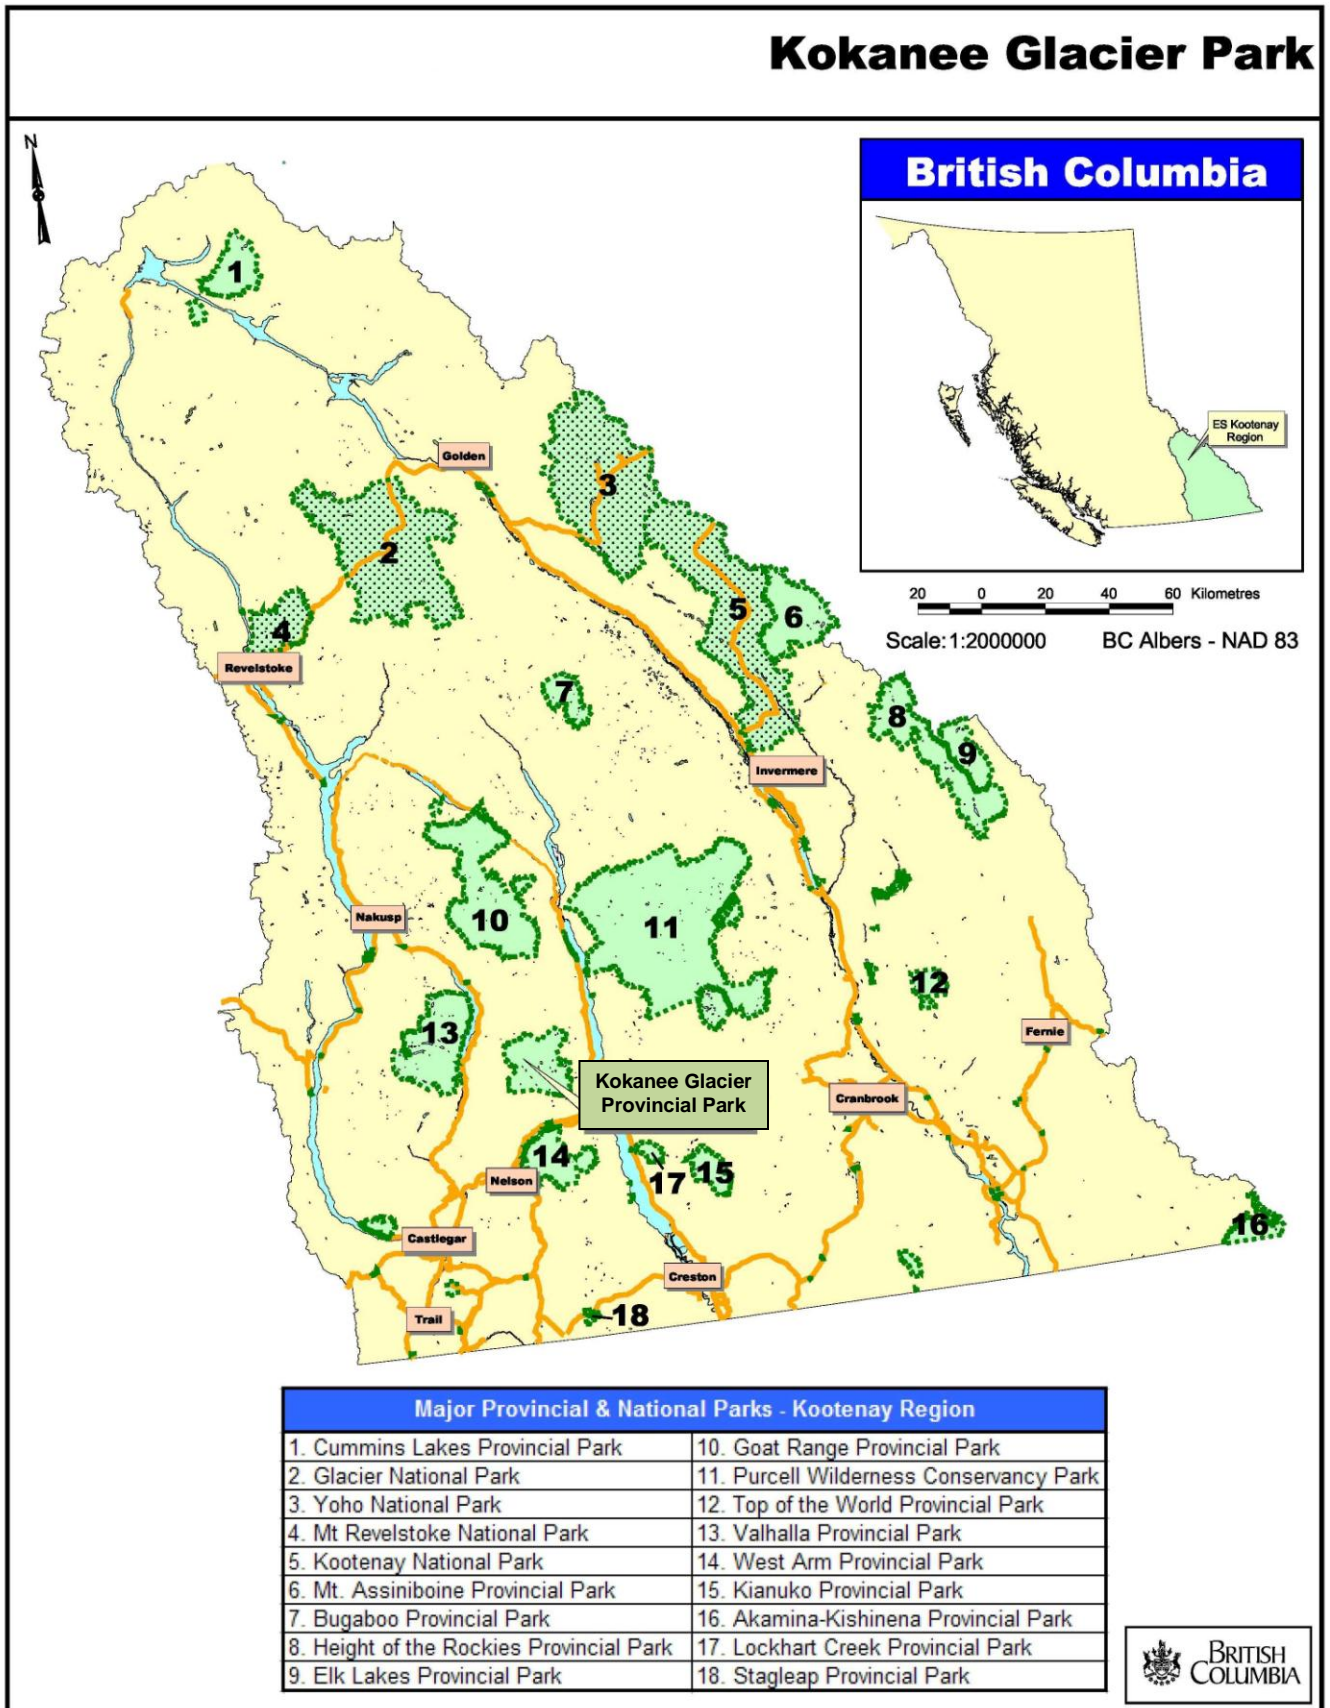 Kokanee Glacier Park
N
British Columbia
ES Kootenay
Region
20 0 20 40 60 Kilometres
Scale:1:2000000 BC Albers - NAD 83
1
Golden
3
2
5
6
4
Revelstoke
7
8
9
Invermere
10
11
Nakusp
12
13
Fernie
Kokanee Glacier
Provincial Park
Cranbrook
14
17
15
Nelson
16
Castlegar
Creston
18
Trail
Major Provincial & National Parks - Kootenay Region
1. Cummins Lakes Provincial Park
2. Glacier National Park
3. Yoho National Park
4. Mt Revelstoke National Park
5. Kootenay National Park
6. Mt. Assiniboine Provincial Park
7. Bugaboo Provincial Park
8. Height of the Rockies Provincial Park
9. Elk Lakes Provincial Park
10. Goat Range Provincial Park
11. Purcell Wilderness Conservancy Park
12. Top of the World Provincial Park
13. Valhalla Provincial Park
14. West Arm Provincial Park
15. Kianuko Provincial Park
16. Akamina-Kishinena Provincial Park
17. Lockhart Creek Provincial Park
18. Stagleap Provincial Park
BRITISH
COLUMBIA